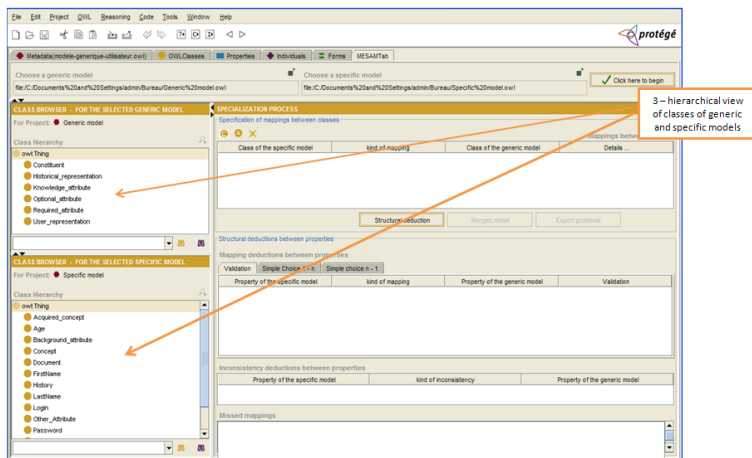 File Edit Project OWL Reasoning Code Tools Window Help
protégé
Metadata(modele-generique-utilisateur.owl) OWLClasses Properties Individuals Forms MESAMTab
Choose a generic model Choose a specific model
file:/C:/Documents%20and%20Settings/admin/Bureau/Generic%20model.owl file:/C:/Documents%20and%20Settings/admin/Bureau/Specific%20model.owl Click here to begin
CLASS BROWSER - FOR THE SELECTED GENERIC MODEL
For Project: Generic model
Class Hierarchy
owl:Thing
Constituent
Historical_representation
Knowledge_attribute
Optional_attribute
Required_attribute
User_representation
CLASS BROWSER - FOR THE SELECTED SPECIFIC MODEL
For Project: Specific model
Class Hierarchy
owl:Thing
Acquired_concept
Age
Background_attribute
Concept
Document
FirstName
History
LastName
Login
Other_Attribute
Password
SPECIALIZATION PROCESS
Specification of mappings between classes
Mappings betwe
Class of the specific model kind of mapping Class of the generic model Details ...
Structural deduction Merged model Export problems
Structural deductions between properties
Mapping deductions between properties
Validation Simple Choice 1 - n Simple choice n - 1
Property of the specific model kind of mapping Property of the generic model Validation
Inconsistency deductions between properties
Property of the specific model kind of inconsistency Property of the generic model
Missed mappings
3 – hierarchical view
of classes of generic
and specific models